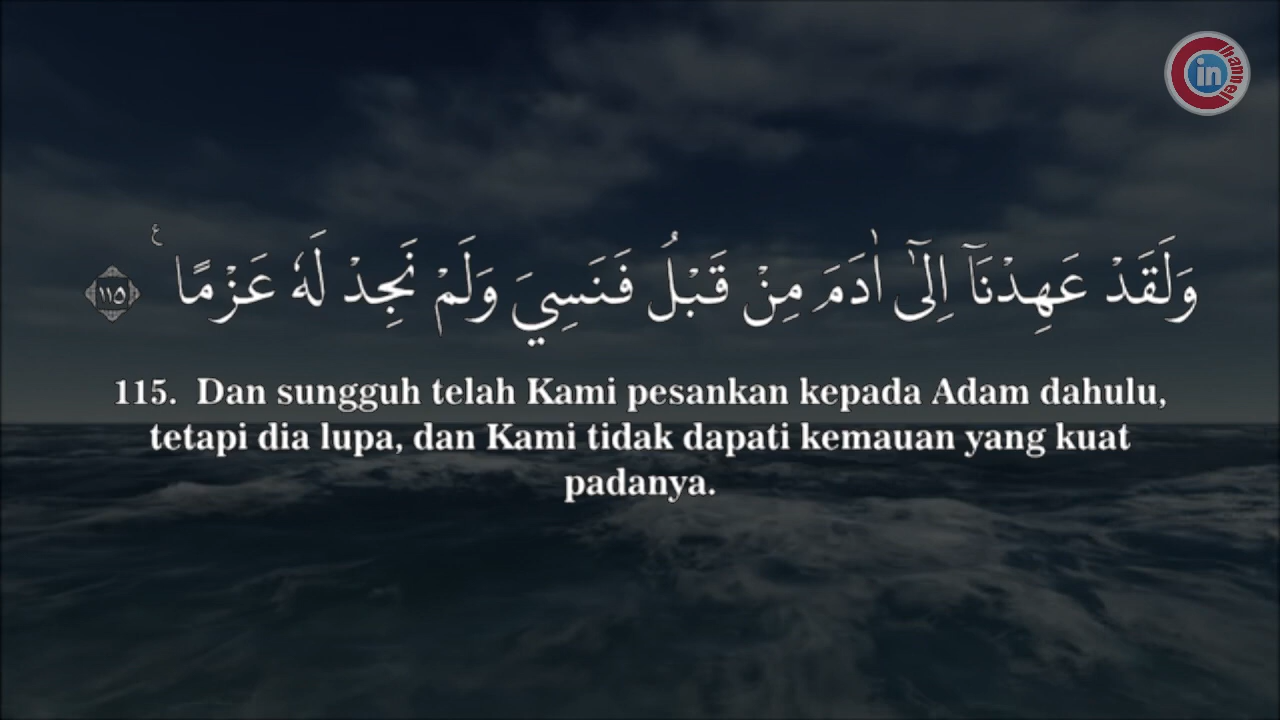 Channel in
وَلَقَدْ عَهِدْنَآ اِلٰٓى اٰدَمَ مِنْ قَبْلُ فَنَسِيَ وَلَمْ نَجِدْ لَهٗ عَزْمًا ࣖ ١١٥
115. Dan sungguh telah Kami pesankan kepada Adam dahulu,
tetapi dia lupa, dan Kami tidak dapati kemauan yang kuat
padanya.